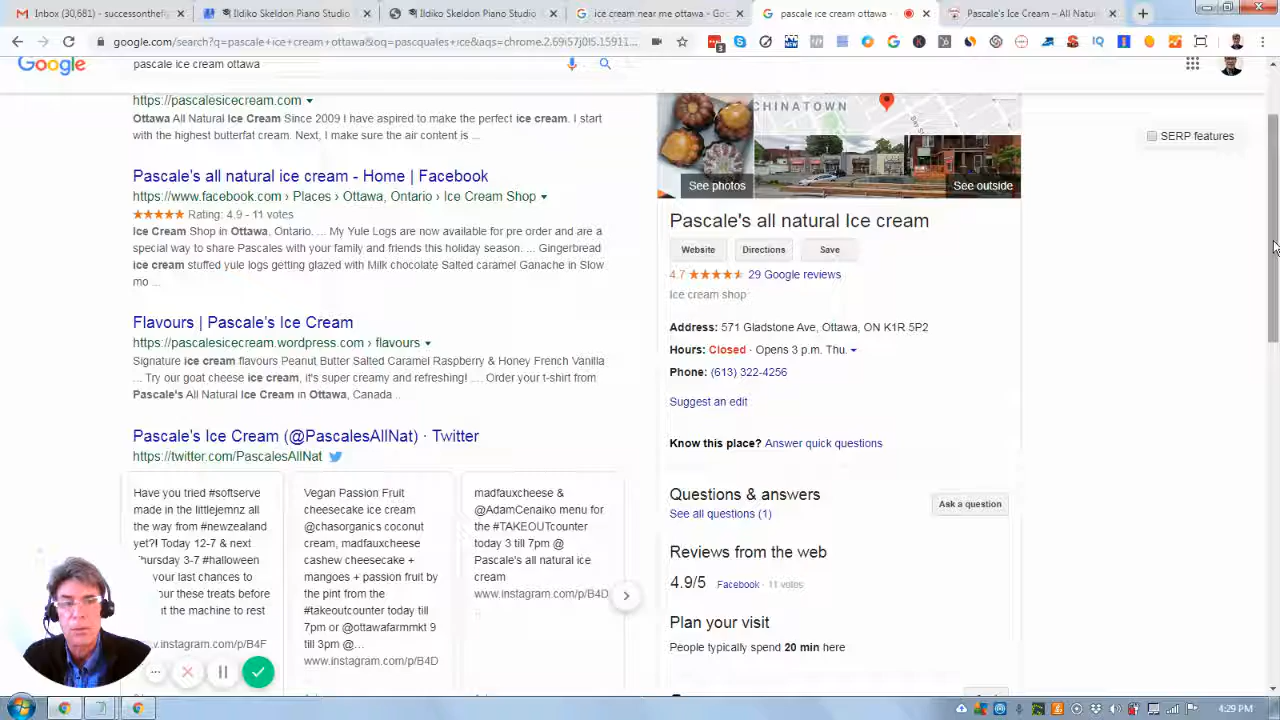 Inbox (30,681) - successonthefly
Ildiko Skeldon Piano Studio
Ildiko Skeldon Piano Studio
ice cream near me ottawa - Goo
pascale ice cream ottawa
Pascale's Ice Cream – All Natu
google.com/search?q=pascale+ice+cream+ottawa&oq=pascquales+ice&aqs=chrome.2.69i57j0l5.15911...
Google
pascale ice cream ottawa
SERP features
https://pascalesicecream.com
Ottawa All Natural Ice Cream Since 2009 I have aspired to make the perfect ice cream. I start
with the highest butterfat cream. Next, I make sure the air content is ...
Pascale's all natural ice cream - Home | Facebook
https://www.facebook.com › Places › Ottawa, Ontario › Ice Cream Shop
Rating: 4.9 - 11 votes
Ice Cream Shop in Ottawa, Ontario. ... My Yule Logs are now available for pre order and are a
special way to share Pascales with your family and friends this holiday season. ... Gingerbread
ice cream stuffed yule logs getting glazed with Milk chocolate Salted caramel Ganache in Slow
mo ...
Flavours | Pascale's Ice Cream
https://pascalesicecream.wordpress.com › flavours
Signature ice cream flavours Peanut Butter Salted Caramel Raspberry & Honey French Vanilla
... Try our goat cheese ice cream, it's super creamy and refreshing! .... Order your t-shirt from
Pascale's All Natural Ice Cream in Ottawa, Canada ..
Pascale's Ice Cream (@PascalesAllNat) · Twitter
https://twitter.com/PascalesAllNat
Have you tried #softserve
made in the littlejemnz all
the way from #newzealand
yet?! Today 12-7 & next
Thursday 3-7 #halloween
your last chances to
our these treats before
the machine to rest
w.instagram.com/p/B4F
Vegan Passion Fruit
cheesecake ice cream
@chasorganics coconut
cream, madfauxcheese
cashew cheesecake +
mangoes + passion fruit by
the pint from the
#takeoutcounter today till
7pm or @ottawafarmmkt 9
till 3pm @...
www.instagram.com/p/B4D
madfauxcheese &
@AdamCenaiko menu for
the #TAKEOUTcounter
today 3 till 7pm @
Pascale's all natural ice
cream
www.instagram.com/p/B4D
CHINATOWN
See photos
See outside
Pascale's all natural Ice cream
Website
Directions
Save
4.7
29 Google reviews
Ice cream shop
Address: 571 Gladstone Ave, Ottawa, ON K1R 5P2
Hours: Closed · Opens 3 p.m. Thu.
Phone: (613) 322-4256
Suggest an edit
Know this place? Answer quick questions
Questions & answers
Ask a question
See all questions (1)
Reviews from the web
4.9/5 Facebook · 11 votes
Plan your visit
People typically spend 20 min here
4:29 PM